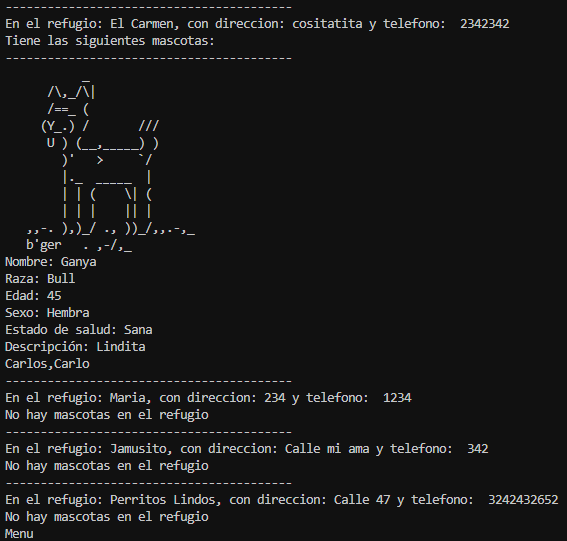 -----------------------------------------
En el refugio: El Carmen, con direccion: cositatita y telefono:  2342342
Tiene las siguientes mascotas:
-----------------------------------------
           _
      /\,_/\|
      /==_ (
     (Y_.) /       ///
      U ) (__,_____) )
        )'   >     `/
        |._  _____  |
        | | (    \| (
        | | |    || |
   ,,-. ),)_/ ., ))_/,,.-,_
   b'ger   . ,-/,_
Nombre: Ganya
Raza: Bull
Edad: 45
Sexo: Hembra
Estado de salud: Sana
Descripción: Lindita
Carlos,Carlo
-----------------------------------------
En el refugio: Maria, con direccion: 234 y telefono:  1234
No hay mascotas en el refugio
-----------------------------------------
En el refugio: Jamusito, con direccion: Calle mi ama y telefono:  342
No hay mascotas en el refugio
-----------------------------------------
En el refugio: Perritos Lindos, con direccion: Calle 47 y telefono:  3242432652
No hay mascotas en el refugio
Menu